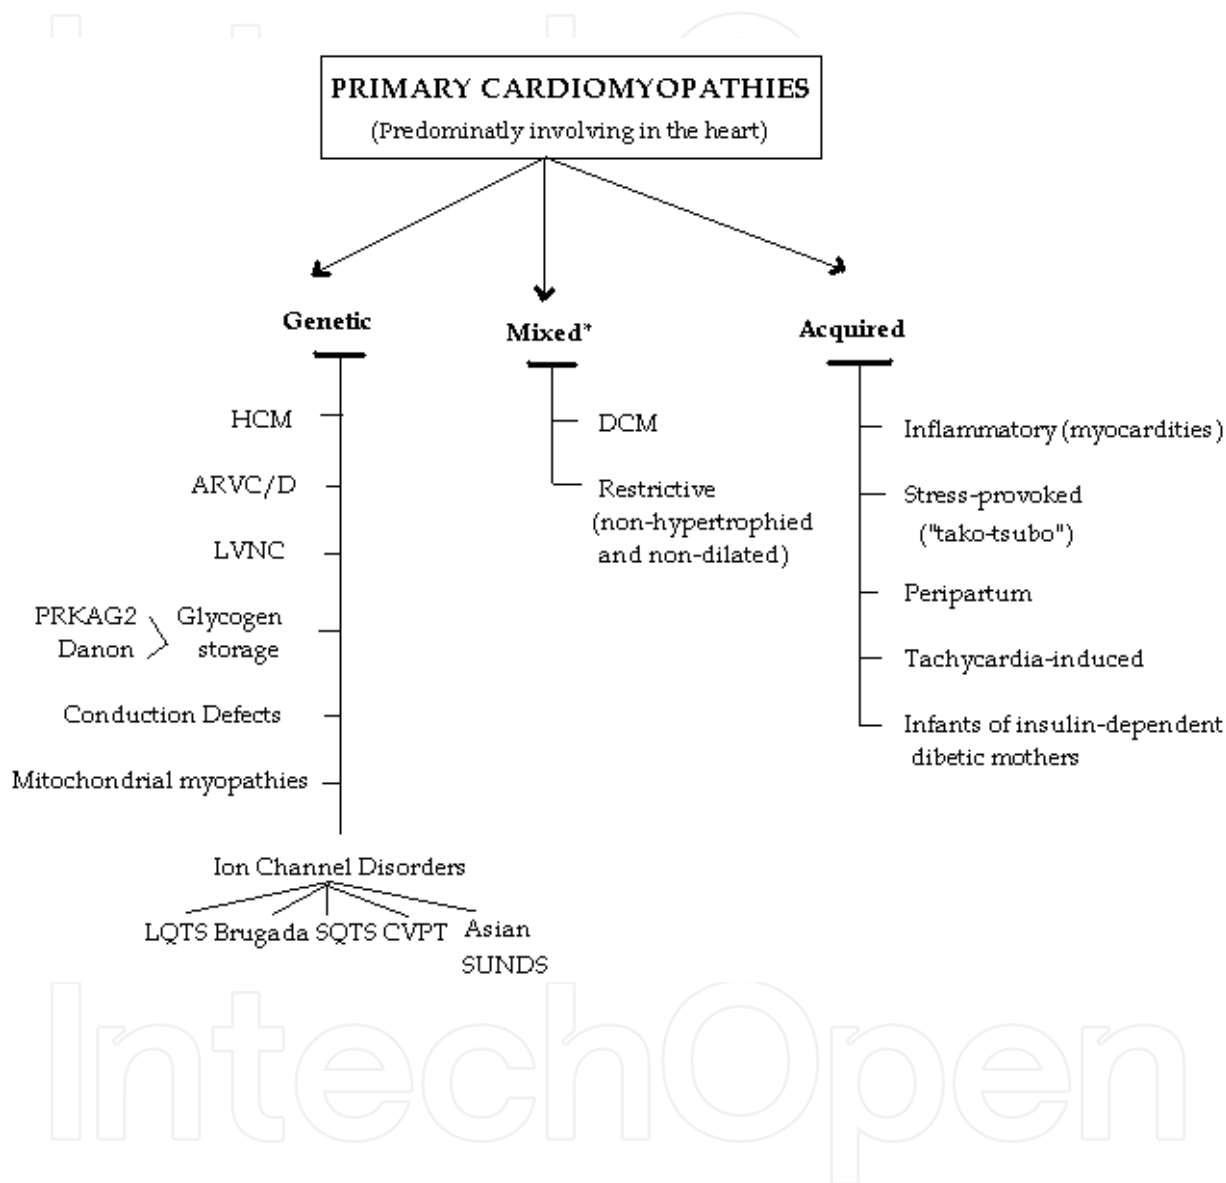 PRIMARY CARDIOMYOPATHIES
(Predominatly involving in the heart)
Genetic
HCM
ARVC/D
LVNC
PRKAG2
Danon
Glycogen
storage
Conduction Defects
Mitochondrial myopathies
Ion Channel Disorders
LQTS Brugada SQTS CVPT Asian
SUNDS
Mixed*
DCM
Restrictive
(non-hypertrophied
and non-dilated)
Acquired
Inflammatory (myocardities)
Stress-provoked
("tako-tsubo")
Peripartum
Tachycardia-induced
Infants of insulin-dependent
dibetic mothers
IntechOpen